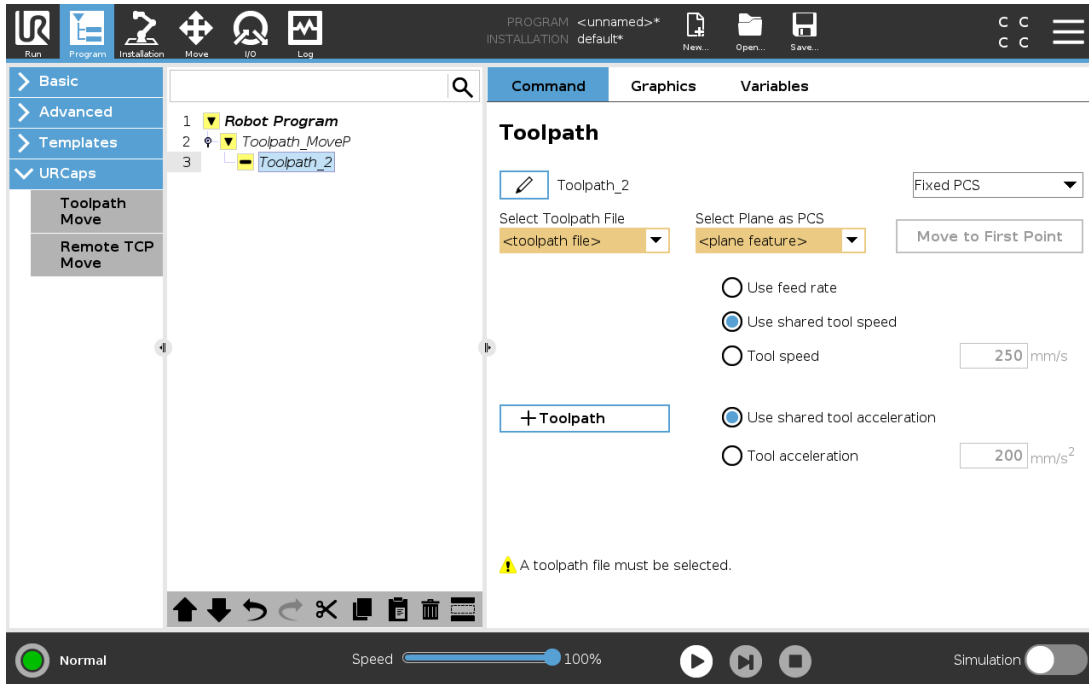 UR
PROGRAM <unnamed>*
INSTALLATION default*
Run Program Installation Move I/O Log
New... Open... Save...
C C
C C
Basic
Advanced
Templates
URCaps
Toolpath
Move
Remote TCP
Move
1 Robot Program
2 Toolpath_MoveP
3 Toolpath_2
Command Graphics Variables
Toolpath
Toolpath_2
Fixed PCS
Select Toolpath File
Select Plane as PCS
<toolpath file>
<plane feature>
Move to First Point
Use feed rate
Use shared tool speed
Tool speed 250 mm/s
+Toolpath
Use shared tool acceleration
Tool acceleration 200 mm/s²
A toolpath file must be selected.
Normal
Speed 100%
Simulation